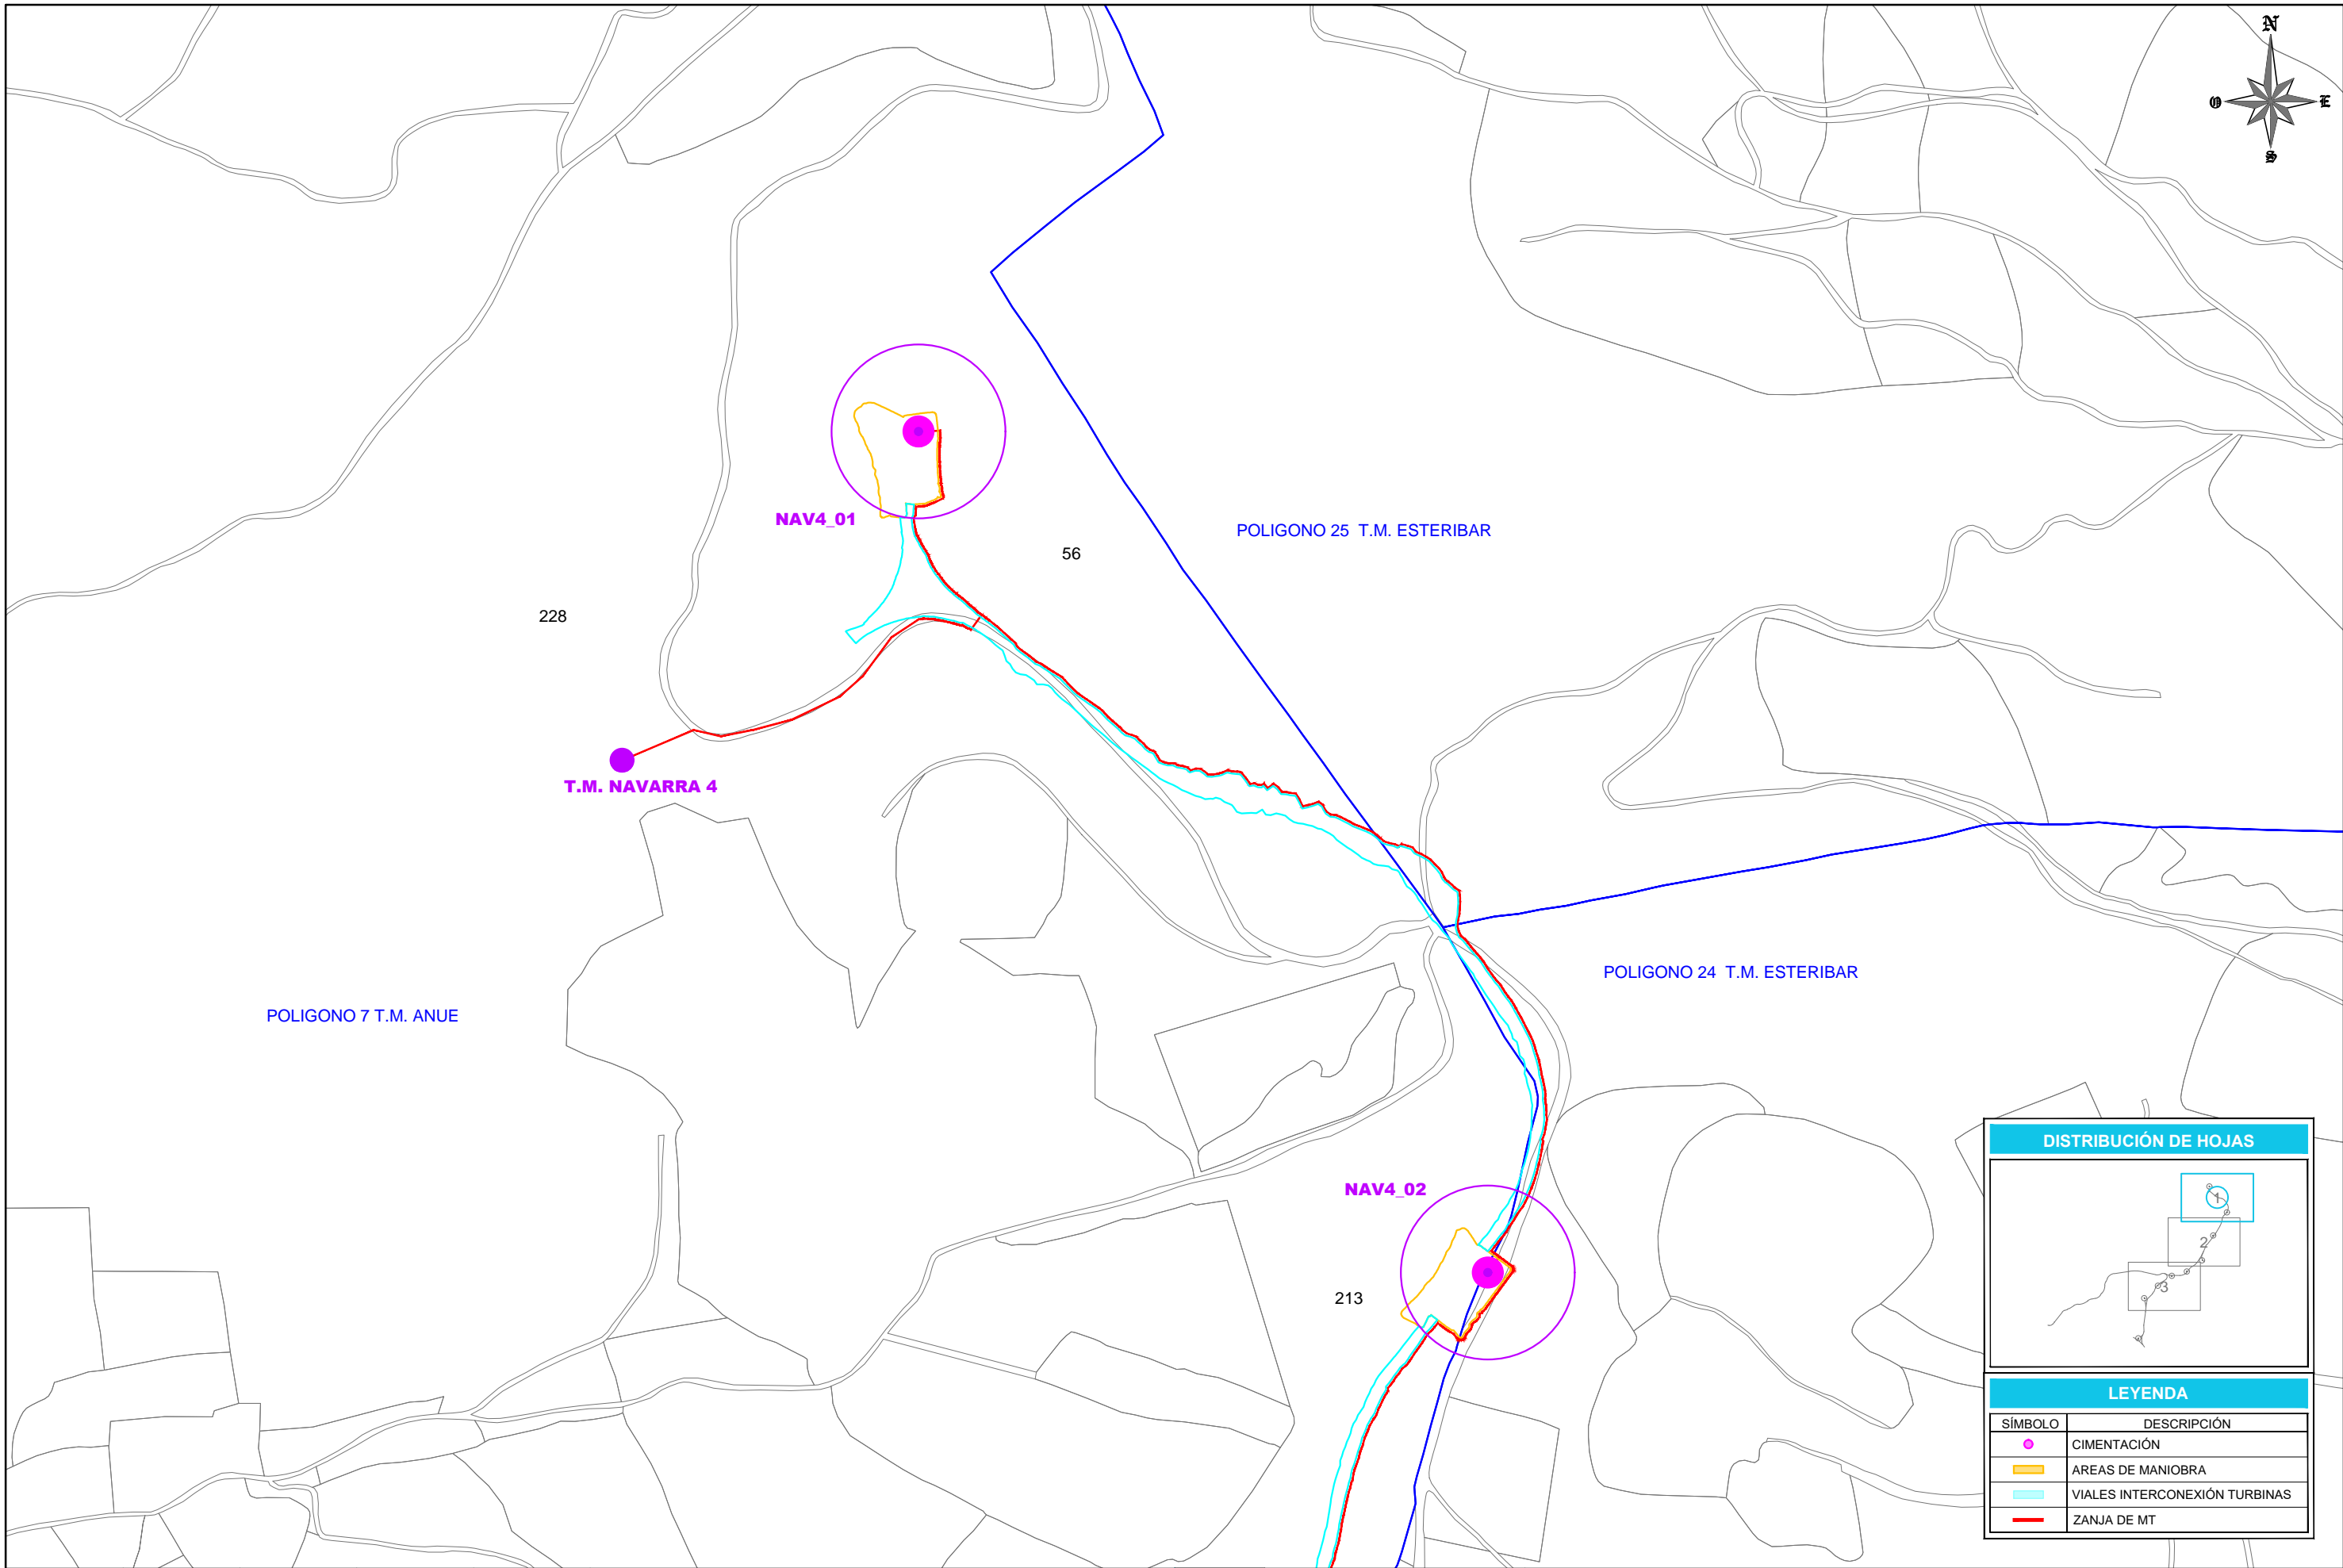 N
O E
S
NAV4_01
POLIGONO 25 T.M. ESTERIBAR
56
228
T.M. NAVARRA 4
POLIGONO 24 T.M. ESTERIBAR
POLIGONO 7 T.M. ANUE
NAV4_02
213
DISTRIBUCIÓN DE HOJAS
1
2
3
LEYENDA
SÍMBOLO DESCRIPCIÓN
CIMENTACIÓN
AREAS DE MANIOBRA
VIALES INTERCONEXIÓN TURBINAS
ZANJA DE MT